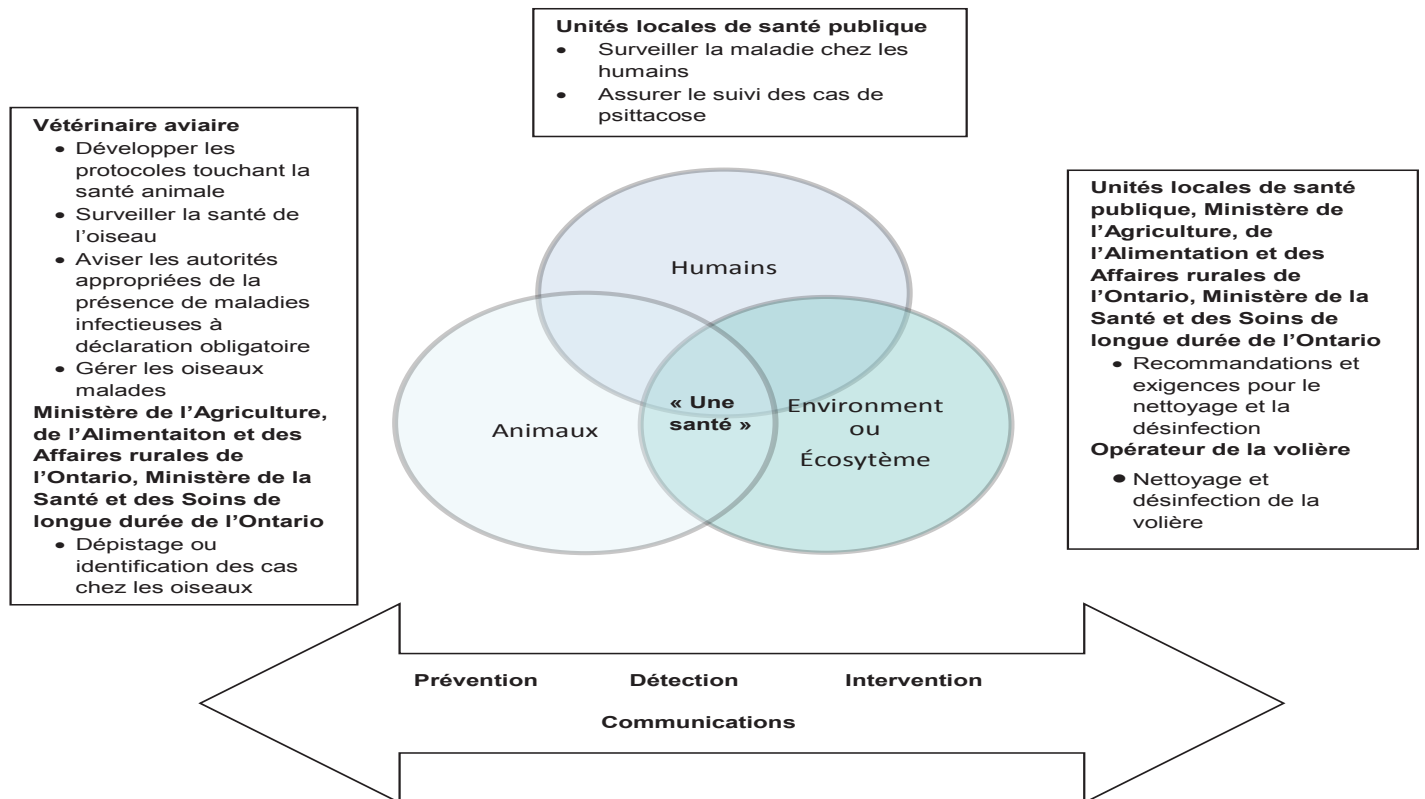 Unités locales de santé publique
• Surveiller la maladie chez les
humains
• Assurer le suivi des cas de
psittacose
Vétérinaire aviaire
• Développer les
protocoles touchant la
santé animale
• Surveiller la santé de
l'oiseau
• Aviser les autorités
appropriées de la
présence de maladies
infectieuses à
déclaration obligatoire
• Gérer les oiseaux
malades
Ministère de l'Agriculture,
de l'Alimentaiton et des
Affaires rurales de
l'Ontario, Ministère de la
Santé et des Soins de
longue durée de l'Ontario
• Dépistage ou
identification des cas
chez les oiseaux
Humains
Animaux
« Une
santé »
Environment
ou
Écosytème
Unités locales de santé
publique, Ministère de
l'Agriculture, de
l'Alimentation et des
Affaires rurales de
l'Ontario, Ministère de la
Santé et des Soins de
longue durée de l'Ontario
• Recommandations et
exigences pour le
nettoyage et la
désinfection
Opérateur de la volière
• Nettoyage et
désinfection de la
volière
Prévention Détection Intervention
Communications